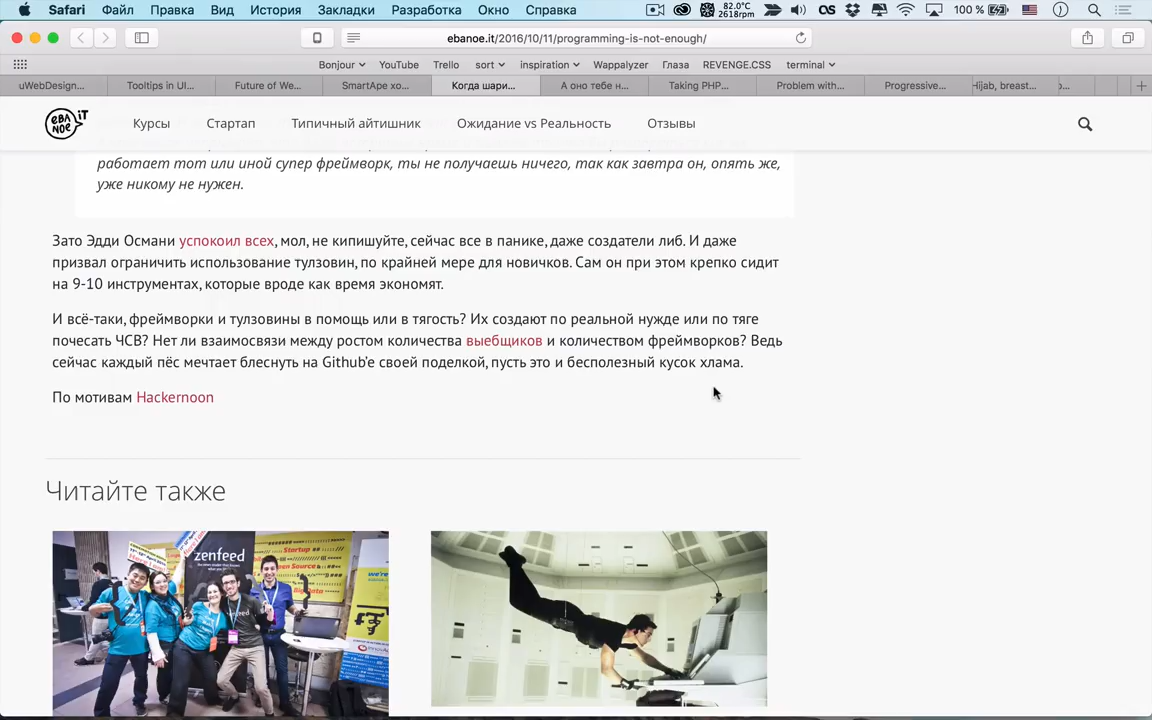 Safari Файл Правка Вид История Закладки Разработка Окно Справка 82.0°C 2618rpm 100 %
ebanoe.it/2016/10/11/programming-is-not-enough/
Bonjour YouTube Trello sort inspiration Wappalyzer Глаза REVENGE.CSS terminal
uWebDesign... Tooltips in UI... Future of We... SmartApe хо... Когда шари... А оно тебе н... Taking PHP... Problem with... Progressive... Hijab, breast...
EBA NOE IT Курсы Стартап Типичный айтишник Ожидание vs Реальность Отзывы
работает тот или иной супер фреймворк, ты не получаешь ничего, так как завтра он, опять же,
уже никому не нужен.
Зато Эдди Османи успокоил всех, мол, не кипишуйте, сейчас все в панике, даже создатели либ. И даже
призвал ограничить использование тулзовин, по крайней мере для новичков. Сам он при этом крепко сидит
на 9-10 инструментах, которые вроде как время экономят.
И всё-таки, фреймворки и тулзовины в помощь или в тягость? Их создают по реальной нужде или по тяге
почесать ЧСВ? Нет ли взаимосвязи между ростом количества выебщиков и количеством фреймворков? Ведь
сейчас каждый пёс мечтает блеснуть на Github'е своей поделкой, пусть это и бесполезный кусок хлама.
По мотивам Hackernoon
Читайте также
zenfeed
Startup
Open Source
Big Data